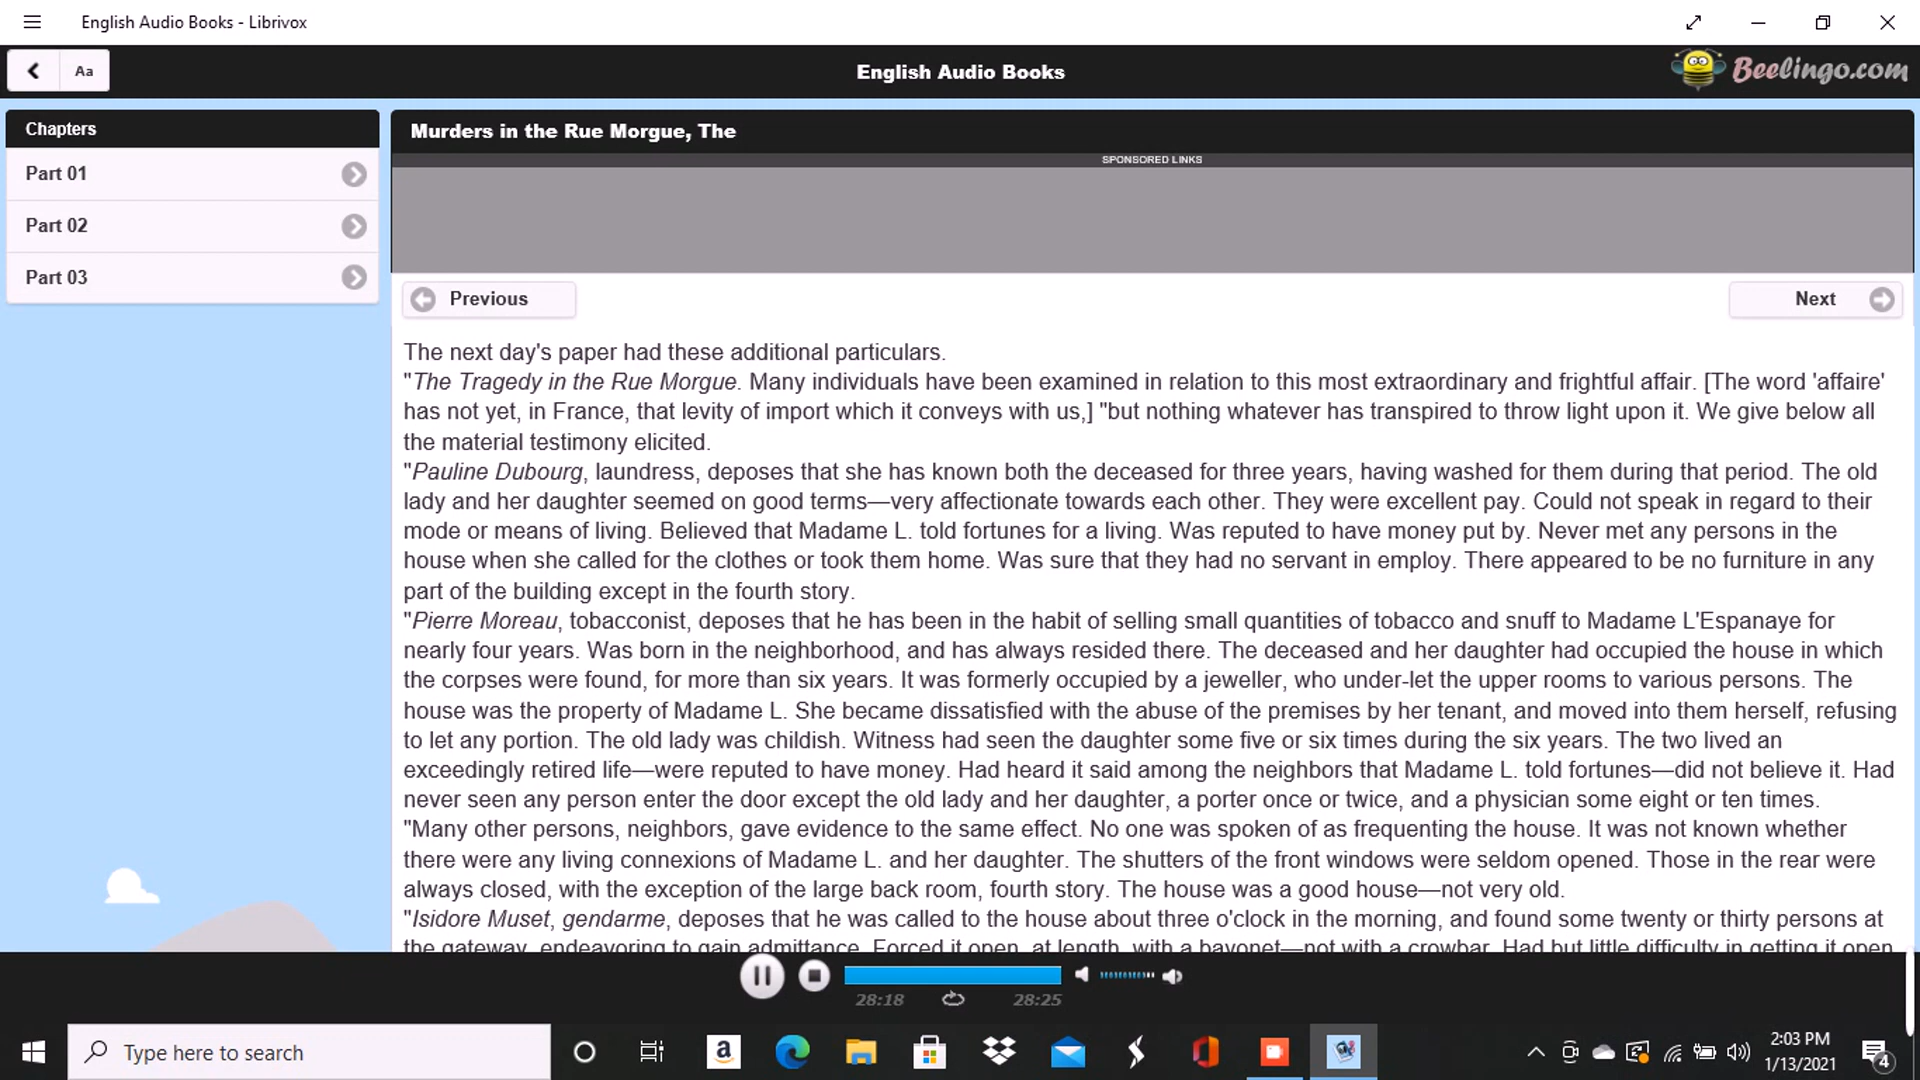 English Audio Books - Librivox
Aa
English Audio Books
Beelingo.com
Chapters
Part 01
Part 02
Part 03
Murders in the Rue Morgue, The
SPONSORED LINKS
Previous
Next
The next day's paper had these additional particulars.
"The Tragedy in the Rue Morgue. Many individuals have been examined in relation to this most extraordinary and frightful affair. [The word 'affaire'
has not yet, in France, that levity of import which it conveys with us,] "but nothing whatever has transpired to throw light upon it. We give below all
the material testimony elicited.
"Pauline Dubourg, laundress, deposes that she has known both the deceased for three years, having washed for them during that period. The old
lady and her daughter seemed on good terms—very affectionate towards each other. They were excellent pay. Could not speak in regard to their
mode or means of living. Believed that Madame L. told fortunes for a living. Was reputed to have money put by. Never met any persons in the
house when she called for the clothes or took them home. Was sure that they had no servant in employ. There appeared to be no furniture in any
part of the building except in the fourth story.
"Pierre Moreau, tobacconist, deposes that he has been in the habit of selling small quantities of tobacco and snuff to Madame L'Espanaye for
nearly four years. Was born in the neighborhood, and has always resided there. The deceased and her daughter had occupied the house in which
the corpses were found, for more than six years. It was formerly occupied by a jeweller, who under-let the upper rooms to various persons. The
house was the property of Madame L. She became dissatisfied with the abuse of the premises by her tenant, and moved into them herself, refusing
to let any portion. The old lady was childish. Witness had seen the daughter some five or six times during the six years. The two lived an
exceedingly retired life—were reputed to have money. Had heard it said among the neighbors that Madame L. told fortunes—did not believe it. Had
never seen any person enter the door except the old lady and her daughter, a porter once or twice, and a physician some eight or ten times.
"Many other persons, neighbors, gave evidence to the same effect. No one was spoken of as frequenting the house. It was not known whether
there were any living connexions of Madame L. and her daughter. The shutters of the front windows were seldom opened. Those in the rear were
always closed, with the exception of the large back room, fourth story. The house was a good house—not very old.
"Isidore Muset, gendarme, deposes that he was called to the house about three o'clock in the morning, and found some twenty or thirty persons at
the gateway, endeavoring to gain admittance. Forced it open, at length, with a bayonet—not with a crowbar. Had but little difficulty in getting it open
28:18
28:25
Type here to search
2:03 PM
1/13/2021
4